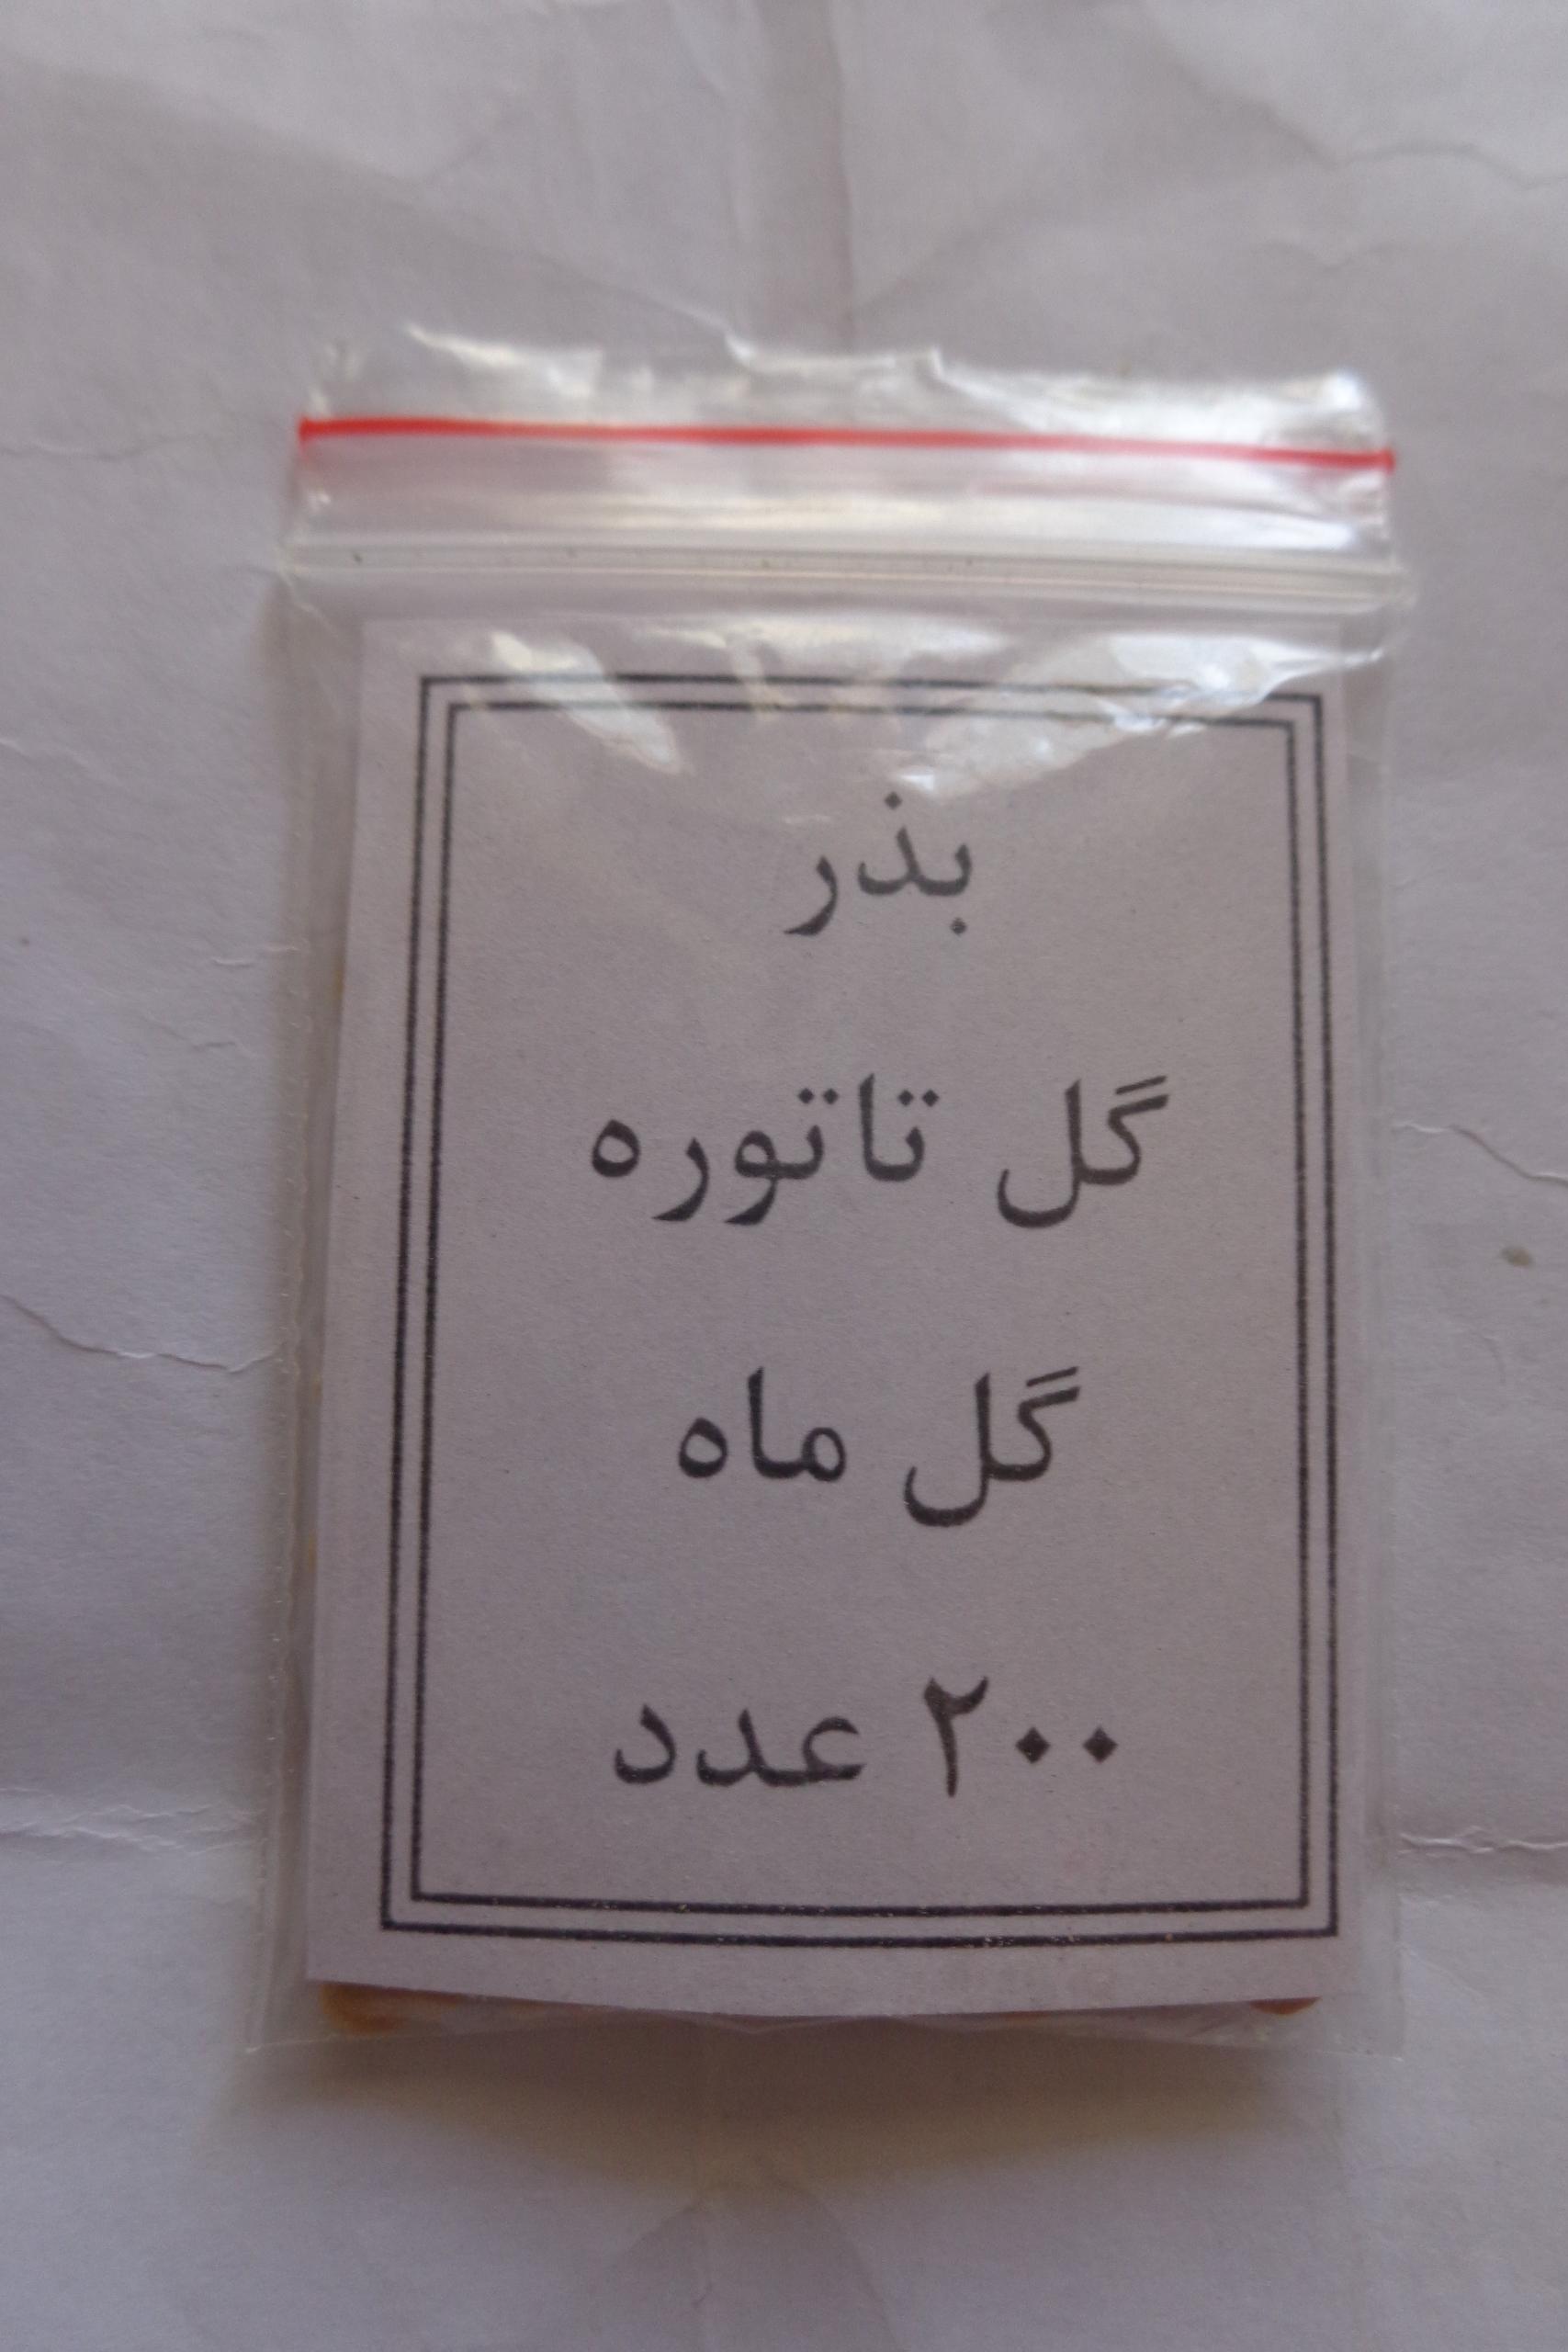 بذر
گل تاتوره
گل ماه
۲۰۰ عدد